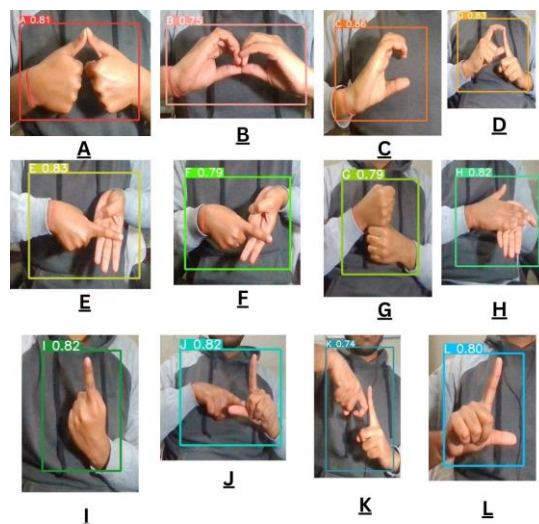 A 0.81
B 0.75
C 0.86
D 0.83
A
B
C
D
E 0.83
F 0.79
G 0.79
H 0.82
E
F
G
H
I 0.82
J 0.82
K 0.74
L 0.80
I
J
K
L